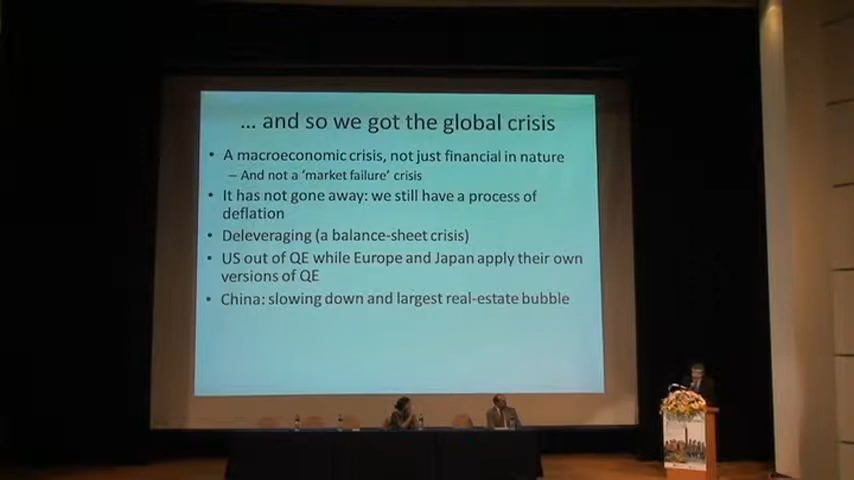 ... and so we got the global crisis
• A macroeconomic crisis, not just financial in nature
– And not a 'market failure' crisis
• It has not gone away: we still have a process of
deflation
• Deleveraging (a balance-sheet crisis)
• US out of QE while Europe and Japan apply their own
versions of QE
• China: slowing down and largest real-estate bubble